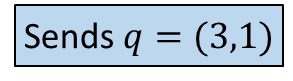 Sends q = (3,1)